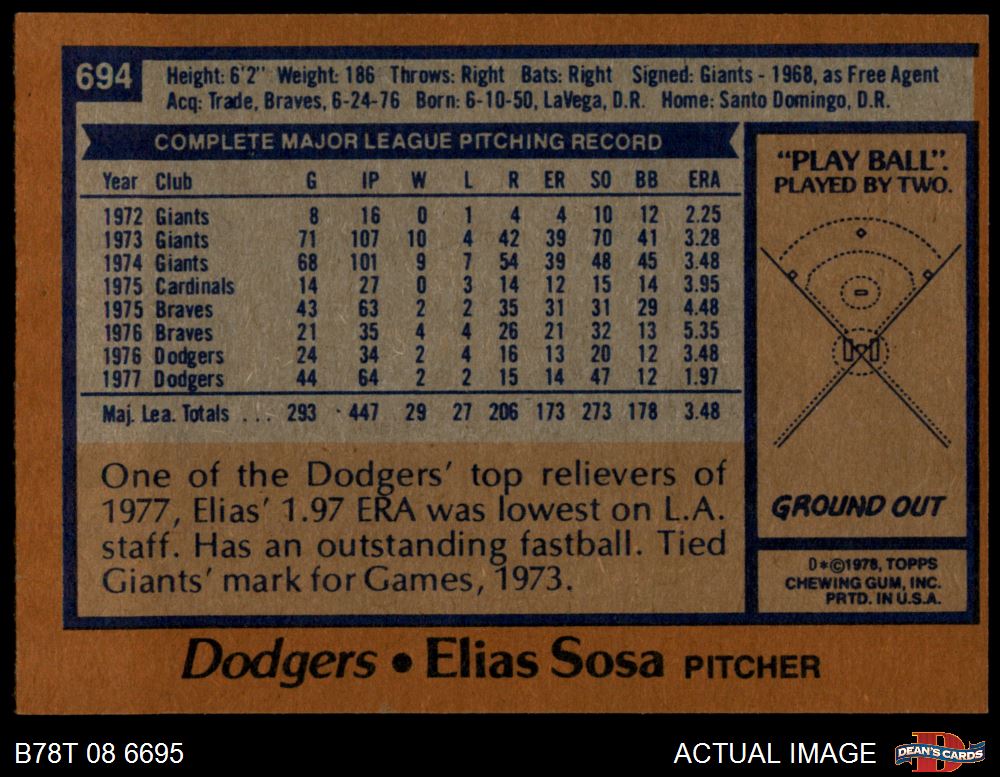 694
Height: 6'2" Weight: 186 Throws: Right Bats: Right Signed: Giants - 1968, as Free Agent
Acq: Trade, Braves, 6-24-76 Born: 6-10-50, LaVega, D.R. Home: Santo Domingo, D.R.
COMPLETE MAJOR LEAGUE PITCHING RECORD
Year Club G IP W L R ER SO BB ERA
1972 Giants 8 16 0 1 4 4 10 12 2.25
1973 Giants 71 107 10 4 42 39 70 41 3.28
1974 Giants 68 101 9 7 54 39 48 45 3.48
1975 Cardinals 14 27 0 3 14 12 15 14 3.95
1975 Braves 43 63 2 2 35 31 31 29 4.48
1976 Braves 21 35 4 4 26 21 32 13 5.35
1976 Dodgers 24 34 2 4 16 13 20 12 3.48
1977 Dodgers 44 64 2 2 15 14 47 12 1.97
Maj. Lea. Totals ... 293 447 29 27 206 173 273 178 3.48
One of the Dodgers' top relievers of
1977, Elias' 1.97 ERA was lowest on L.A.
staff. Has an outstanding fastball. Tied
Giants' mark for Games, 1973.
"PLAY BALL".
PLAYED BY TWO.
GROUND OUT
D*©1978, TOPPS
CHEWING GUM, INC.
PRTD. IN U.S.A.
Dodgers • Elias Sosa PITCHER
B78T 08 6695
ACTUAL IMAGE
D
DEAN'S CARDS